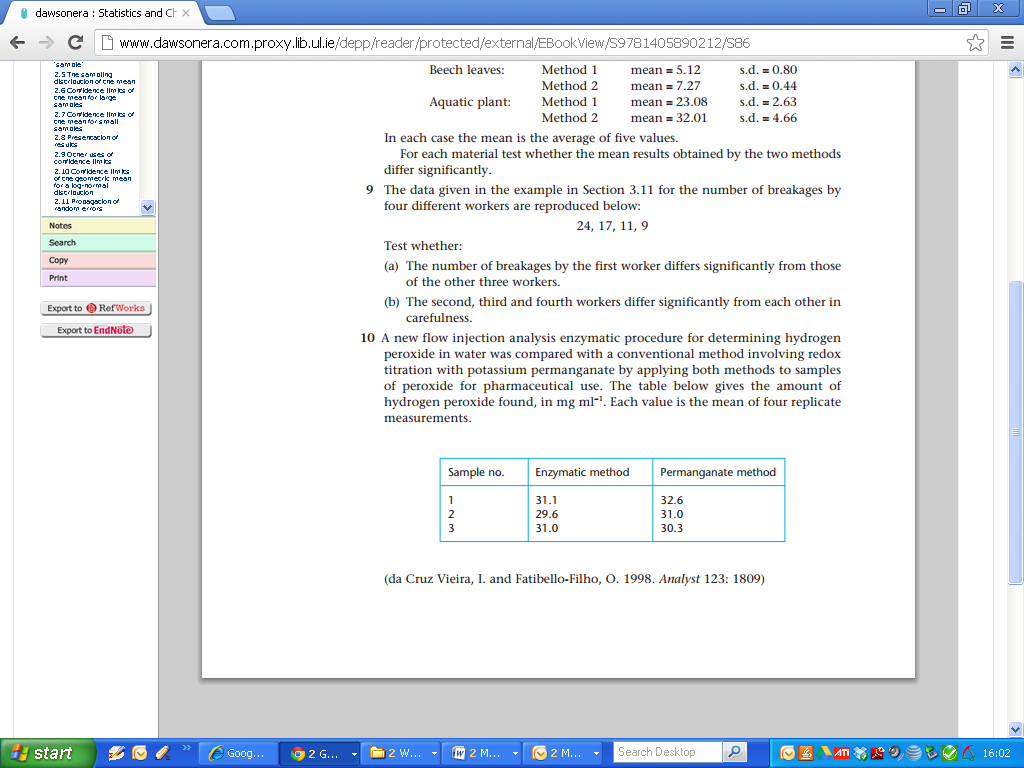 dawsonera : Statistics and Ch
www.dawsonera.com.proxy.lib.ul.ie/depp/reader/protected/external/EBookView/S9781405890212/S86
'sample'
2.5 The sampling
distribution of the mean
2.6 Confidence limits of
the mean for large
samples
2.7 Confidence limits of
the mean for small
samples
2.8 Presentation of
results
2.9 Other uses of
confidence limits
2.10 Confidence limits
of the geometric mean
for a log-normal
distribution
2.11 Propagation of
random errors
Notes
Search
Copy
Print
Export to RefWorks
Export to EndNote
Beech leaves: Method 1 mean = 5.12 s.d. = 0.80
Method 2 mean = 7.27 s.d. = 0.44
Aquatic plant: Method 1 mean = 23.08 s.d. = 2.63
Method 2 mean = 32.01 s.d. = 4.66
In each case the mean is the average of five values.
For each material test whether the mean results obtained by the two methods
differ significantly.
9 The data given in the example in Section 3.11 for the number of breakages by
four different workers are reproduced below:
24, 17, 11, 9
Test whether:
(a) The number of breakages by the first worker differs significantly from those
of the other three workers.
(b) The second, third and fourth workers differ significantly from each other in
carefulness.
10 A new flow injection analysis enzymatic procedure for determining hydrogen
peroxide in water was compared with a conventional method involving redox
titration with potassium permanganate by applying both methods to samples
of peroxide for pharmaceutical use. The table below gives the amount of
hydrogen peroxide found, in mg ml⁻¹. Each value is the mean of four replicate
measurements.
Sample no. Enzymatic method Permanganate method
1 31.1 32.6
2 29.6 31.0
3 31.0 30.3
(da Cruz Vieira, I. and Fatibello-Filho, O. 1998. Analyst 123: 1809)
start
Goog...
2 G...
2 W...
2 M...
2 M...
Search Desktop
ATI
16:02